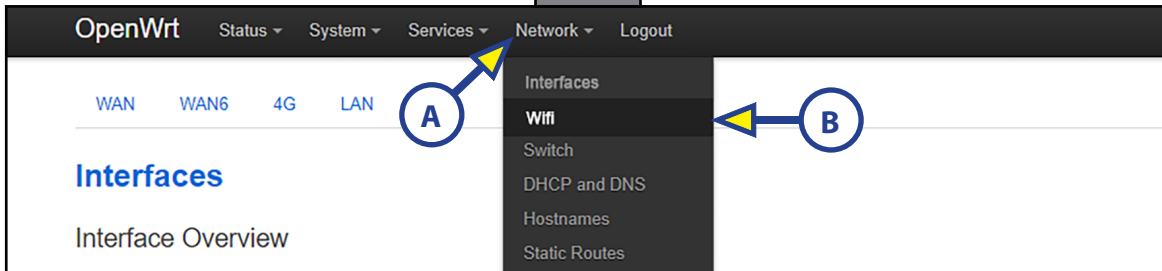 OpenWrt Status System Services Network Logout
WAN WAN6 4G LAN
A
Interfaces
Wifi
B
Switch
DHCP and DNS
Hostnames
Static Routes
Interfaces
Interface Overview